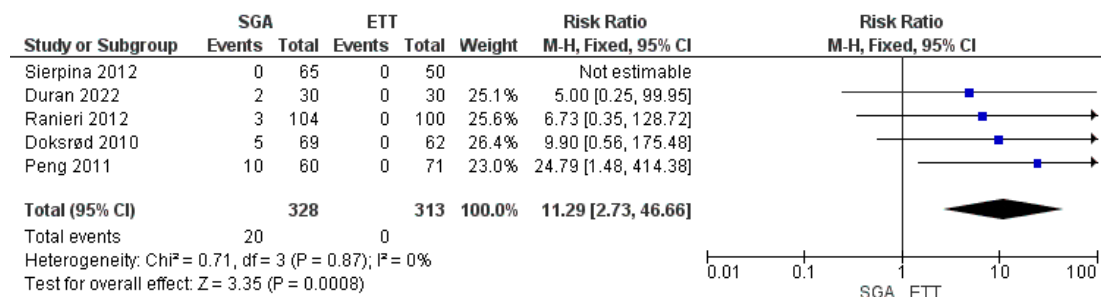 SGA ETT Risk Ratio Risk Ratio
Study or Subgroup Events Total Events Total Weight M-H, Fixed, 95% CI M-H, Fixed, 95% CI
Sierpina 2012 0 65 0 50 Not estimable
Duran 2022 2 30 0 30 25.1% 5.00 [0.25, 99.95]
Ranieri 2012 3 104 0 100 25.6% 6.73 [0.35, 128.72]
Doksrød 2010 5 69 0 62 26.4% 9.90 [0.56, 175.48]
Peng 2011 10 60 0 71 23.0% 24.79 [1.48, 414.38]
Total (95% CI) 328 313 100.0% 11.29 [2.73, 46.66]
Total events 20 0
Heterogeneity: Chi² = 0.71, df = 3 (P = 0.87); I² = 0%
Test for overall effect: Z = 3.35 (P = 0.0008)
0.01 0.1 1 10 100
SGA ETT